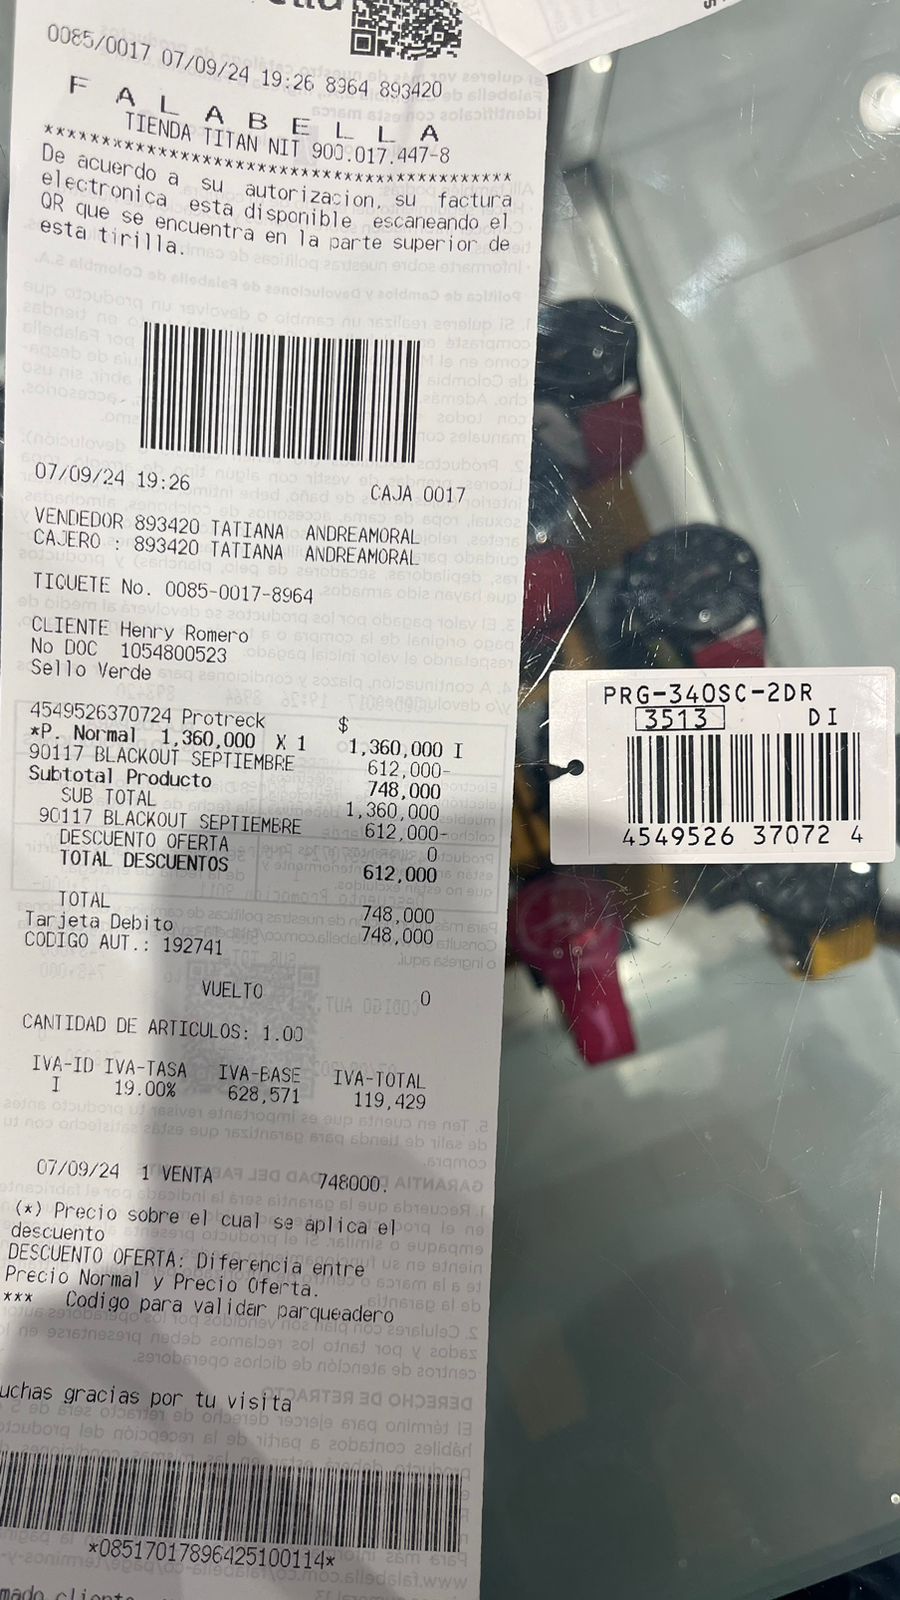 0085/0017 07/09/24 19:26 8964 893420
F A L A B E L L A
TIENDA TITAN NIT 900.017.447-8
******************************************
De acuerdo a su autorizacion, su factura
electronica esta disponible escaneando el
QR que se encuentra en la parte superior de
esta tirilla.
07/09/24 19:26 CAJA 0017
VENDEDOR 893420 TATIANA ANDREAMORAL
CAJERO : 893420 TATIANA ANDREAMORAL
TIQUETE No. 0085-0017-8964
CLIENTE Henry Romero
No DOC 1054800523
Sello Verde
4549526370724 Protreck $
*P. Normal 1,360,000 X 1 1,360,000 I
90117 BLACKOUT SEPTIEMBRE 612,000-
Subtotal Producto 748,000
SUB TOTAL 1,360,000
90117 BLACKOUT SEPTIEMBRE 612,000-
DESCUENTO OFERTA 0
TOTAL DESCUENTOS 612,000
TOTAL 748,000
Tarjeta Debito 748,000
CODIGO AUT.: 192741
VUELTO 0
CANTIDAD DE ARTICULOS: 1.00
IVA-ID IVA-TASA IVA-BASE IVA-TOTAL
I 19.00% 628,571 119,429
07/09/24 1 VENTA 748000.
(*) Precio sobre el cual se aplica el
descuento
DESCUENTO OFERTA: Diferencia entre
Precio Normal y Precio Oferta.
*** Codigo para validar parqueadero
uchas gracias por tu visita
*08517017896425100114*
PRG-340SC-2DR
3513 DI
4549526 37072 4